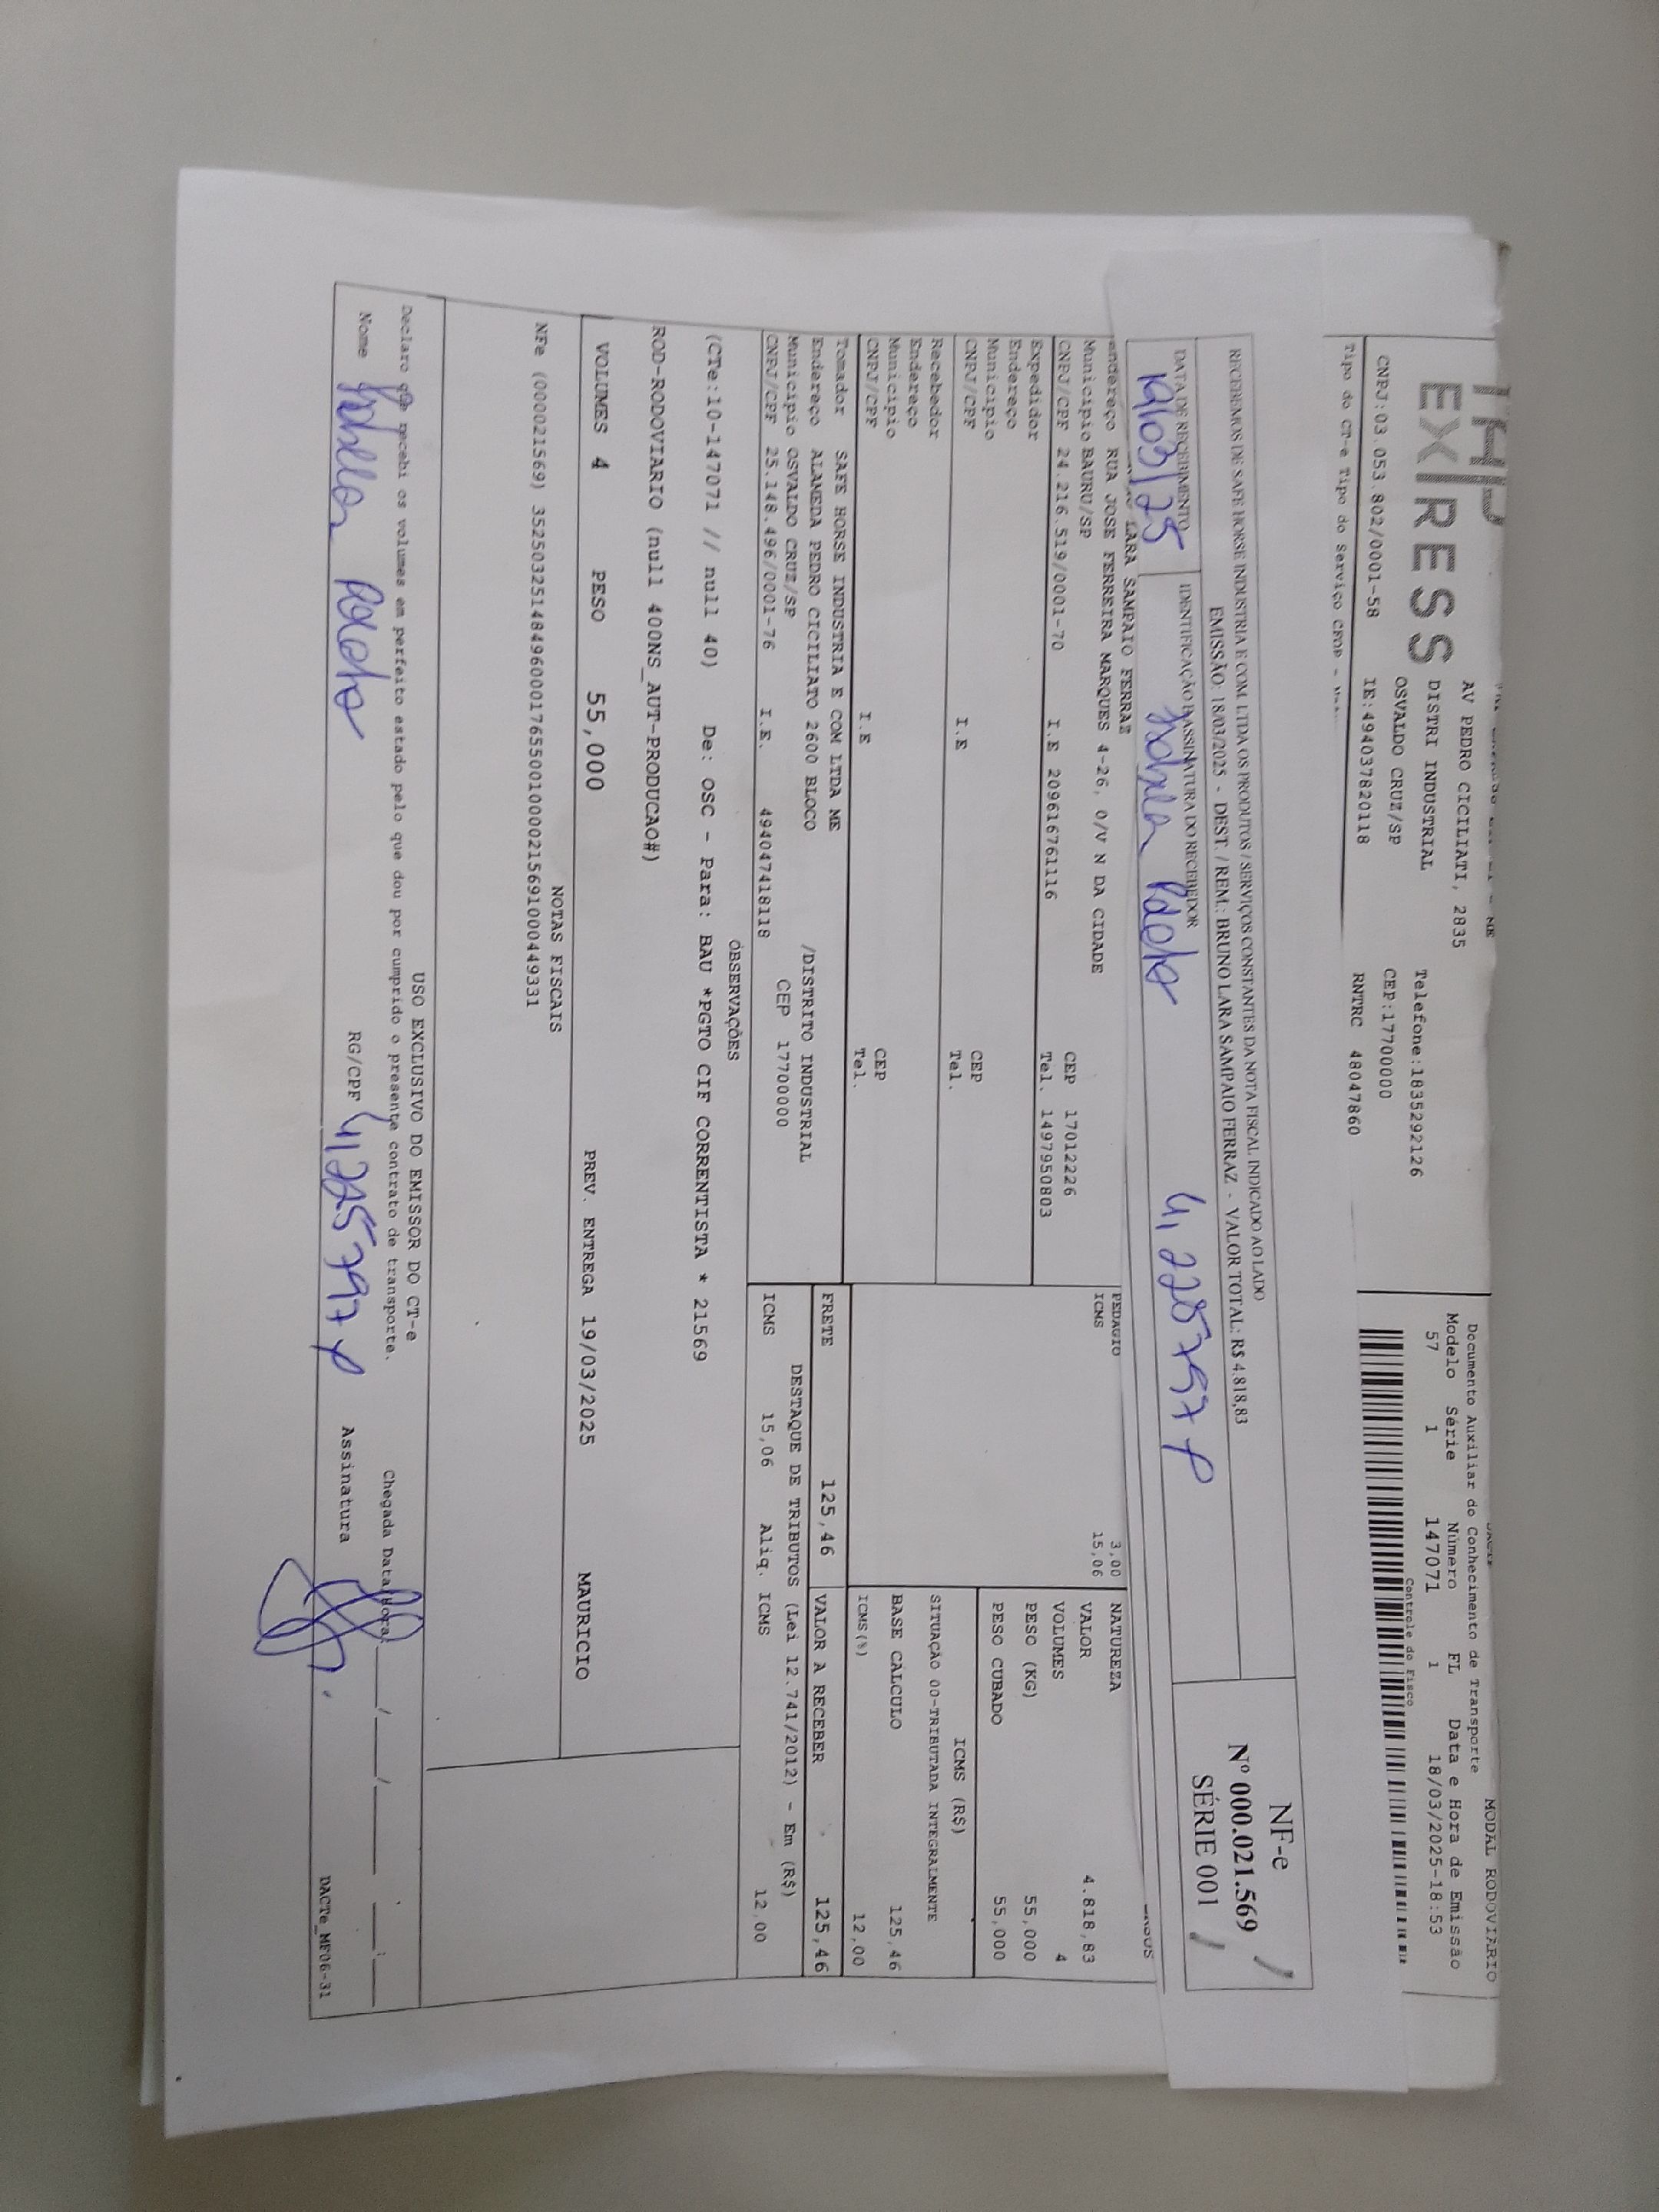 EXPRESS
AV PEDRO CICILIATI, 2835
DISTRI INDUSTRIAL
OSVALDO CRUZ/SP
Telefone:1835292126
CEP:17700000
CNPJ:03.053.802/0001-58 IE:494037820118 RNTRC 48047860
Tipo do CT-e Tipo do Serviço CFOP -
MODAL RODOVIÁRIO
Documento Auxiliar do Conhecimento de Transporte
Modelo Série Número FL Data e Hora de Emissão
57 1 147071 1 18/03/2025-18:53
Controle do Fisco
RECEBEMOS DE SAFE HORSE INDUSTRIA E COM LTDA OS PRODUTOS / SERVIÇOS CONSTANTES DA NOTA FISCAL INDICADO AO LADO
EMISSÃO: 18/03/2025 - DEST. / REM.: BRUNO LARA SAMPAIO FERRAZ - VALOR TOTAL: R$ 4.818,83
DATA DE RECEBIMENTO IDENTIFICAÇÃO E ASSINATURA DO RECEBEDOR
19/03/25
NF-e
Nº 000.021.569
SÉRIE 001
LARA SAMPAIO FERRAZ
Endereço RUA JOSE FERREIRA MARQUES 4-26, 0/V N DA CIDADE
Município BAURU/SP CEP 17012226
CNPJ/CPF 24.216.519/0001-70 I.E 209616761116 Tel. 1497950803
Expedidor
Endereço
Município CEP
CNPJ/CPF I.E Tel.
Recebedor
Endereço
Município CEP
CNPJ/CPF I.E Tel.
Tomador SAFE HORSE INDUSTRIA E COM LTDA ME
Endereço ALAMEDA PEDRO CICILIATO 2600 BLOCO /DISTRITO INDUSTRIAL
Município OSVALDO CRUZ/SP CEP 17700000
CNPJ/CPF 25.148.496/0001-76 I.E. 494047418118
PEDAGIO 3,00
ICMS 15,06
NATUREZA
VALOR 4.818,83
VOLUMES 4
PESO (KG) 55,000
PESO CUBADO 55,000
ICMS (R$)
SITUAÇÃO 00-TRIBUTADA INTEGRALMENTE
BASE CÁLCULO 125,46
ICMS(%) 12,00
FRETE 125,46 VALOR A RECEBER 125,46
DESTAQUE DE TRIBUTOS (Lei 12.741/2012) - Em (R$)
ICMS 15,06 Aliq. ICMS 12,00
OBSERVAÇÕES
(CTe:10-147071 // null 40) De: OSC - Para: BAU *PGTO CIF CORRENTISTA * 21569
ROD-RODOVIARIO (null 400NS_AUT-PRODUCAO#)
VOLUMES 4 PESO 55,000 PREV. ENTREGA 19/03/2025 MAURICIO
NOTAS FISCAIS
NFe (000021569) 35250325148496000176550010000215691000449331
USO EXCLUSIVO DO EMISSOR DO CT-e
Declaro que recebi os volumes em perfeito estado pelo que dou por cumprido o presente contrato de transporte.
Chegada Data/Hora: / / :
Nome RG/CPF Assinatura
DACTe_MF06-31